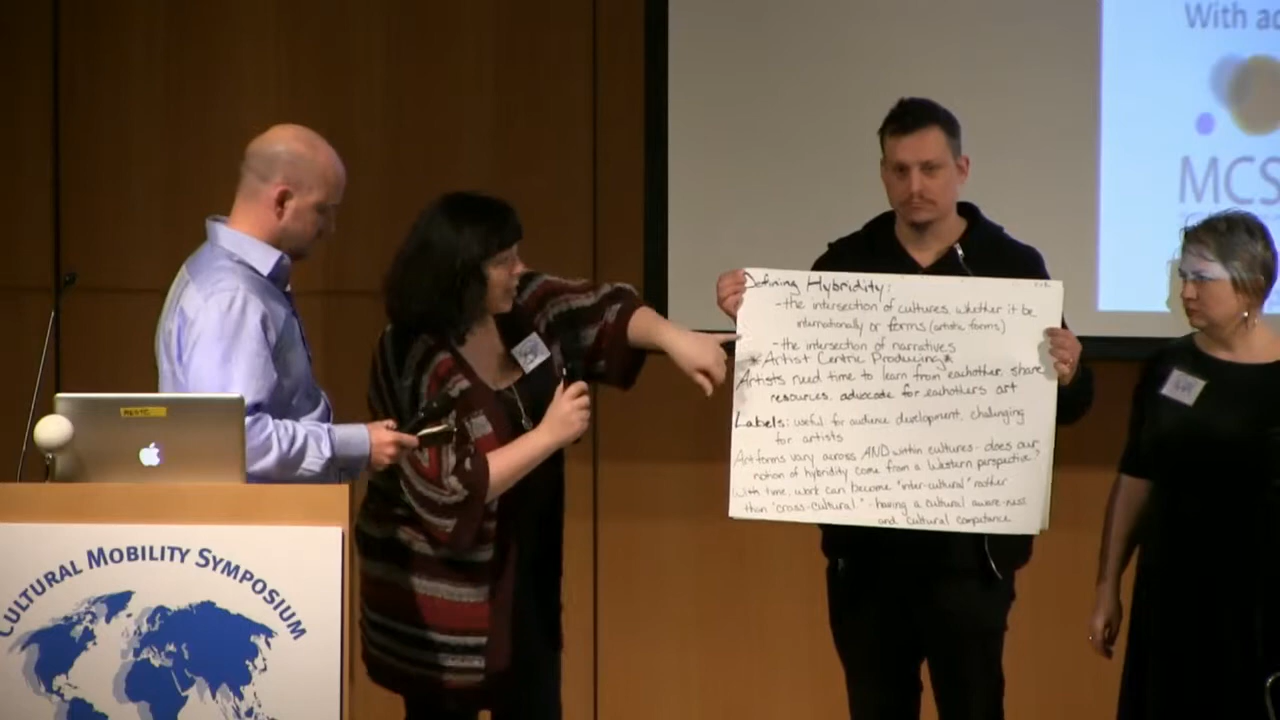 With ad
MCS
Defining Hybridity:
-the intersection of cultures, whether it be
internationally or forms (artistic forms)
-the intersection of narratives
*Artist Centric Producing*
Artists need time to learn from eachother, share
resources, advocate for eachothers art
Labels: useful for audience development, challenging
for artists
Art forms vary across AND within cultures - does our
notion of hybridity come from a Western perspective?
With time, work can become "inter-cultural" rather
than "cross-cultural" - having a cultural aware-ness
and cultural competance
CULTURAL MOBILITY SYMPOSIUM